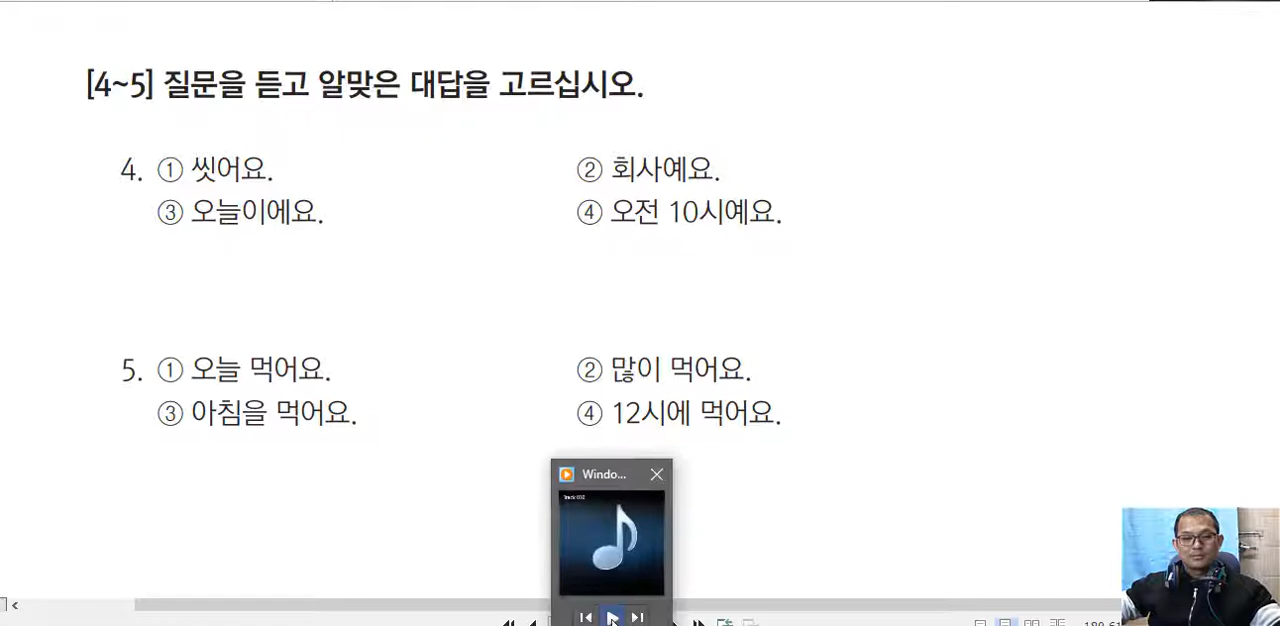 [4~5] 질문을 듣고 알맞은 대답을 고르십시오.
4. ① 씻어요. ② 회사예요.
③ 오늘이에요. ④ 오전 10시예요.
5. ① 오늘 먹어요. ② 많이 먹어요.
③ 아침을 먹어요. ④ 12시에 먹어요.
Windo...